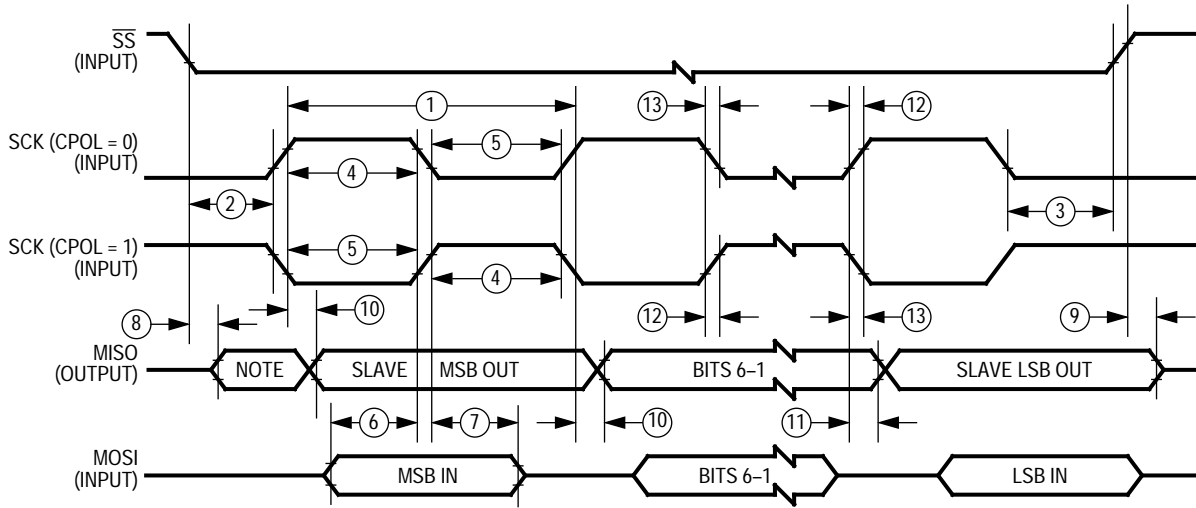 SS
(INPUT)
1
13
12
SCK (CPOL = 0)
(INPUT)
5
4
2
3
SCK (CPOL = 1)
(INPUT)
5
4
8
10
12
13
9
MISO
(OUTPUT)
NOTE
SLAVE MSB OUT
BITS 6–1
SLAVE LSB OUT
6
7
10
11
MOSI
(INPUT)
MSB IN
BITS 6–1
LSB IN